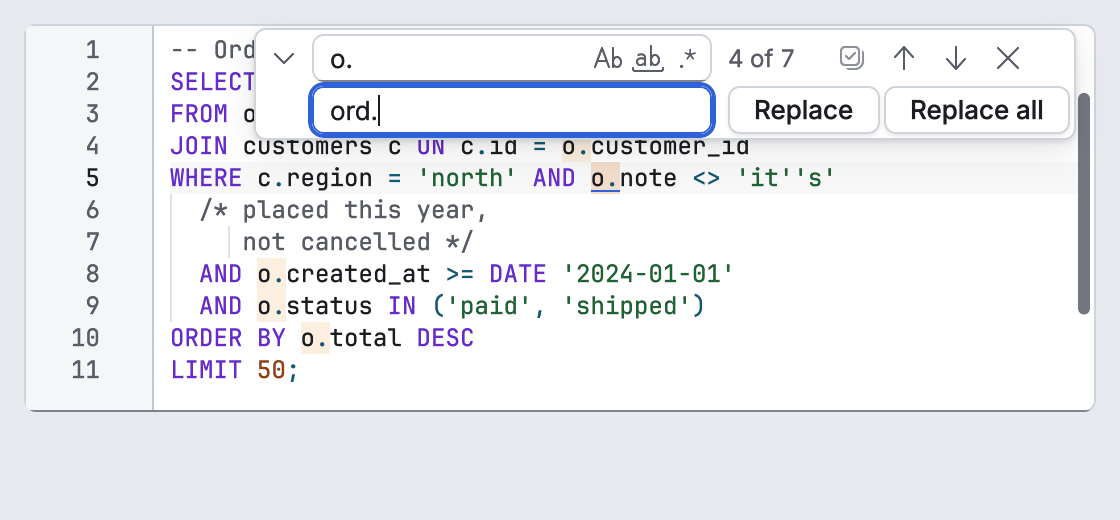 o. Ab ab .* 4 of 7
ord. Replace Replace all
1 -- Ord
2 SELECT
3 FROM o
4 JOIN customers c ON c.id = o.customer_id
5 WHERE c.region = 'north' AND o.note <> 'it''s'
6 /* placed this year,
7 not cancelled */
8 AND o.created_at >= DATE '2024-01-01'
9 AND o.status IN ('paid', 'shipped')
10 ORDER BY o.total DESC
11 LIMIT 50;